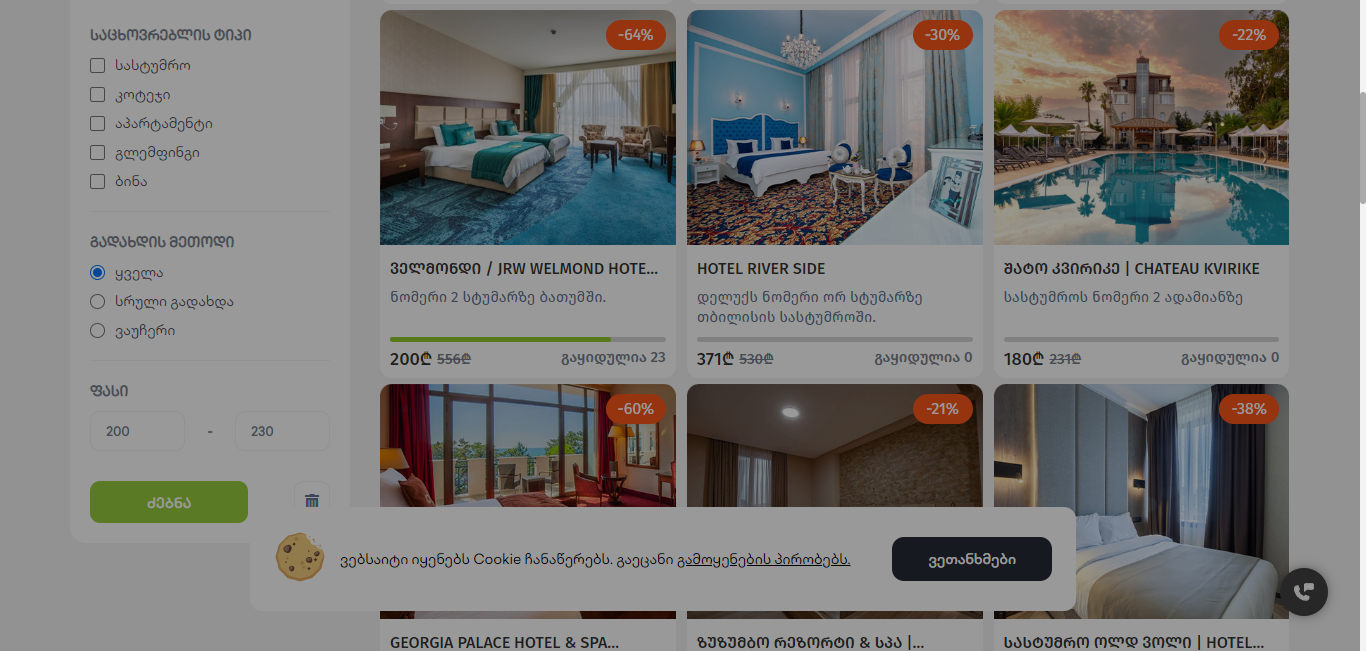 საცხოვრებლის ტიპი
სასტუმრო
კოტეჯი
აპარტამენტი
გლემფინგი
ბინა
გადახდის მეთოდი
ყველა
სრული გადახდა
ვაუჩერი
ფასი
200 - 230
ძებნა
-64%
ველმონდი / JRW WELMOND HOTE...
ნომერი 2 სტუმარზე ბათუმში.
200₾ 556₾ გაყიდულია 23
-30%
HOTEL RIVER SIDE
დელუქს ნომერი ორ სტუმარზე
თბილისის სასტუმროში.
371₾ 530₾ გაყიდულია 0
-22%
შატო კვირიკე | CHATEAU KVIRIKE
სასტუმროს ნომერი 2 ადამიანზე
180₾ 231₾ გაყიდულია 0
-60%
GEORGIA PALACE HOTEL & SPA...
-21%
ზუზუმბო რეზორტი & სპა |...
-38%
სასტუმრო ოლდ ვოლი | HOTEL...
ვებსაიტი იყენებს Cookie ჩანაწერებს. გაეცანი გამოყენების პირობებს.
ვეთანხმები